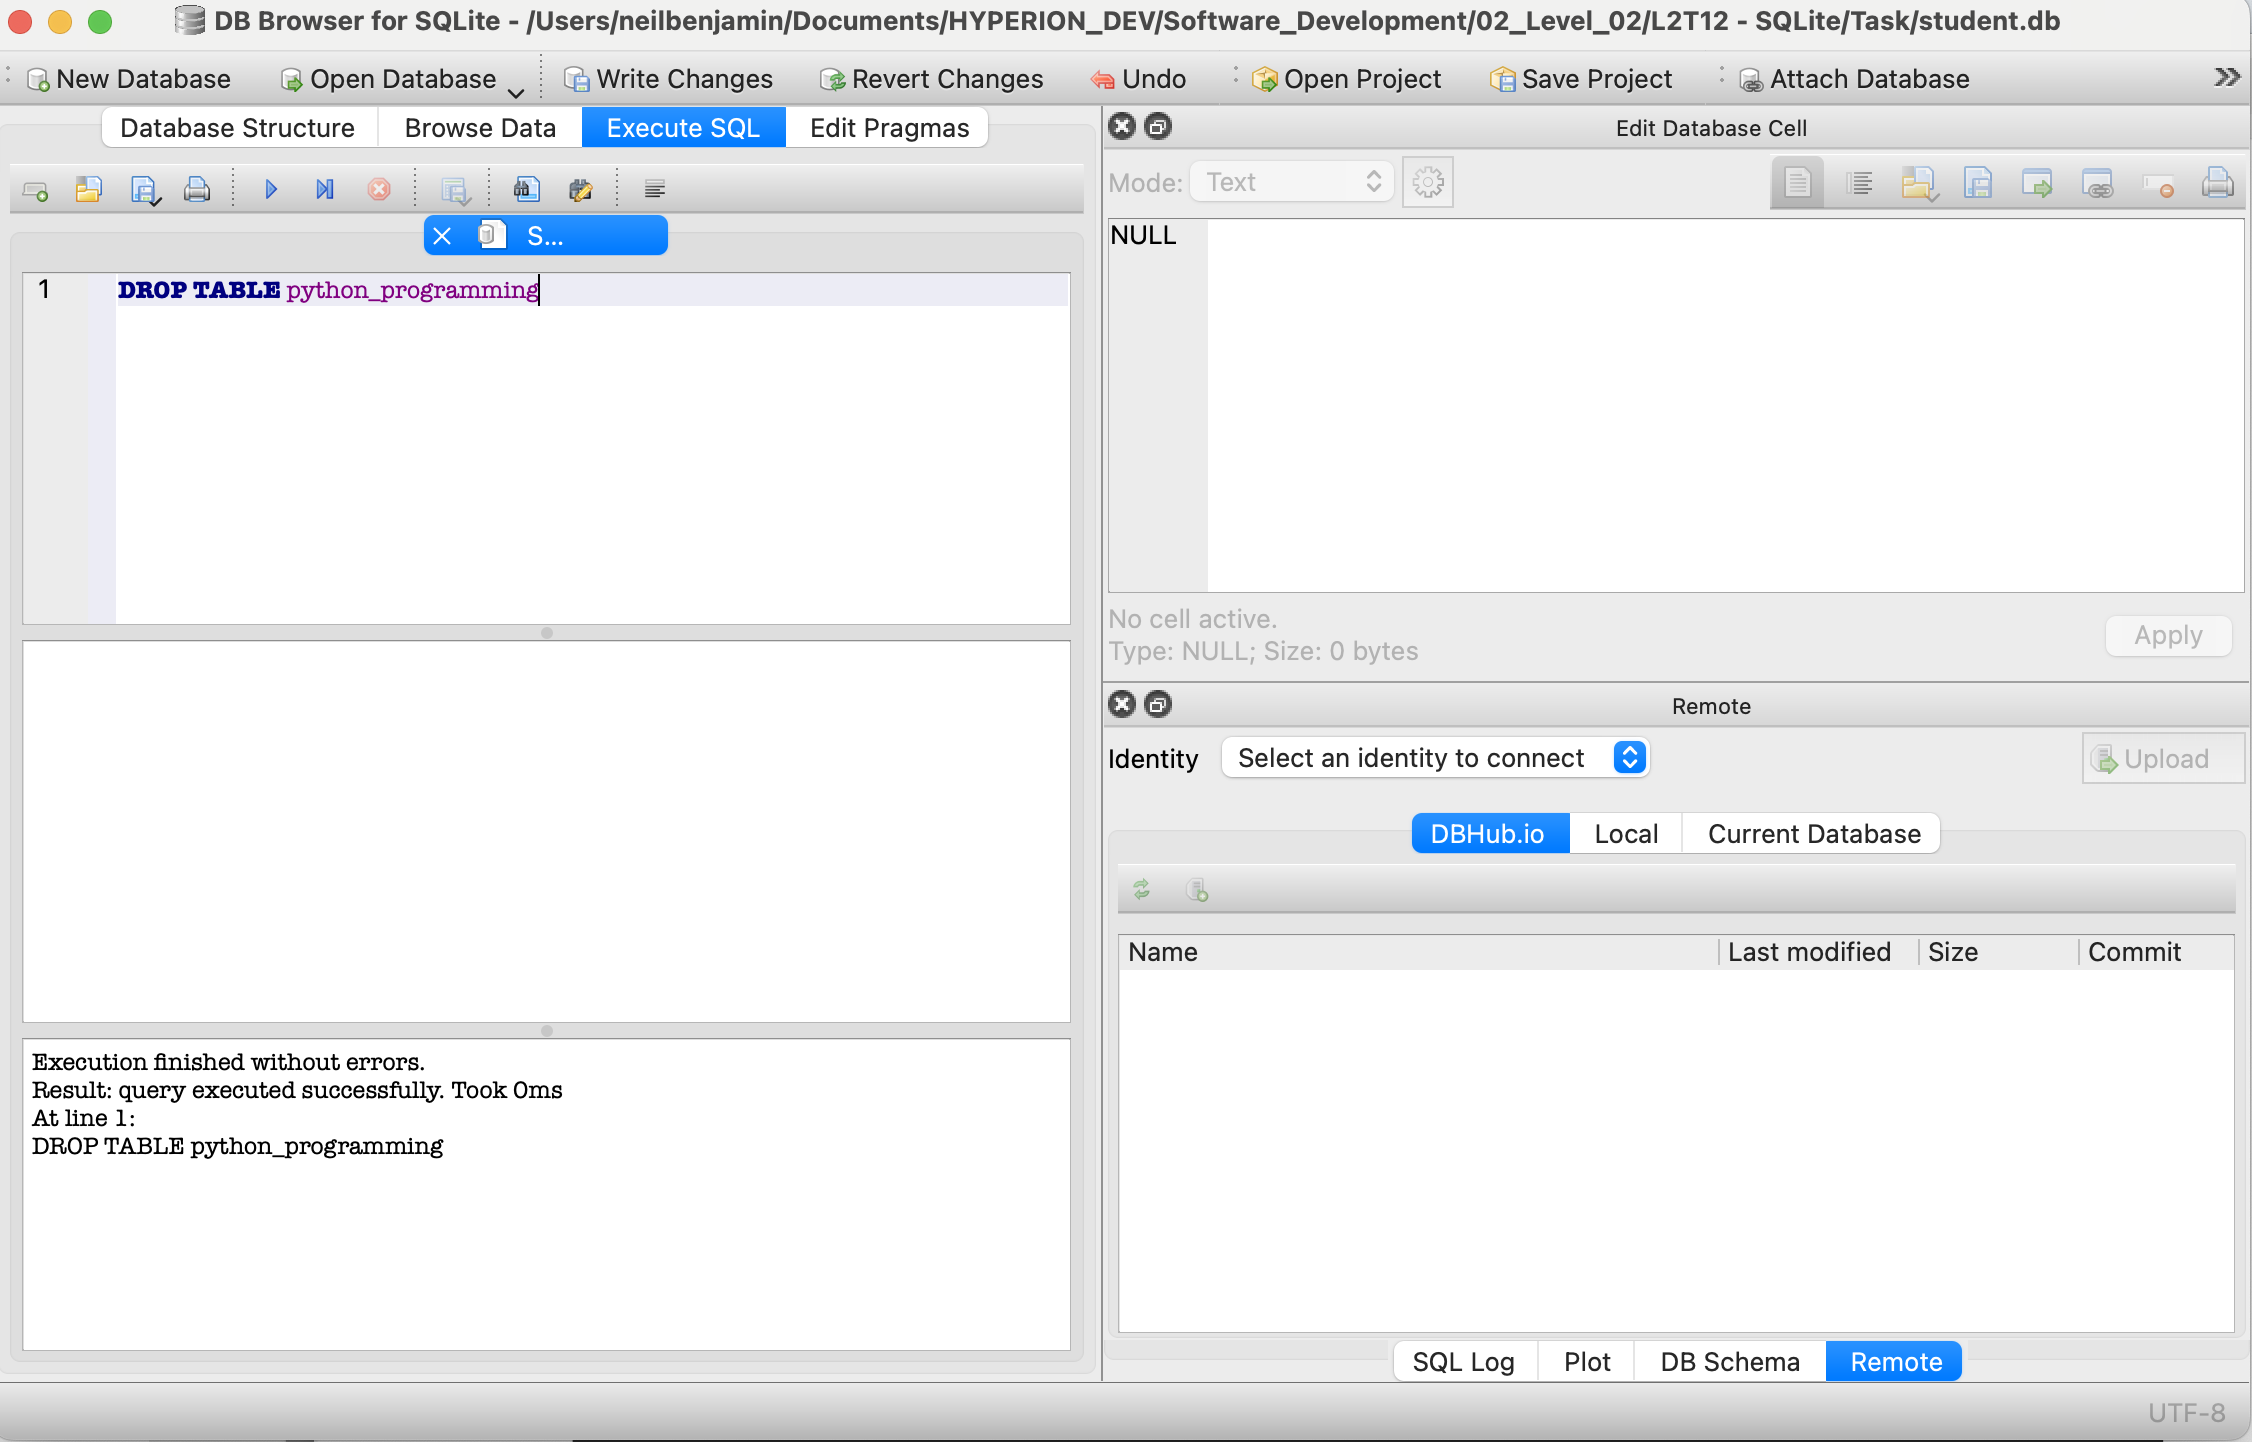 DB Browser for SQLite - /Users/neilbenjamin/Documents/HYPERION_DEV/Software_Development/02_Level_02/L2T12 - SQLite/Task/student.db
New Database Open Database Write Changes Revert Changes Undo Open Project Save Project Attach Database
Database Structure Browse Data Execute SQL Edit Pragmas
S...
1 DROP TABLE python_programming
Execution finished without errors.
Result: query executed successfully. Took 0ms
At line 1:
DROP TABLE python_programming
Edit Database Cell
Mode: Text
NULL
No cell active.
Type: NULL; Size: 0 bytes
Apply
Remote
Identity Select an identity to connect Upload
DBHub.io Local Current Database
Name Last modified Size Commit
SQL Log Plot DB Schema Remote
UTF-8